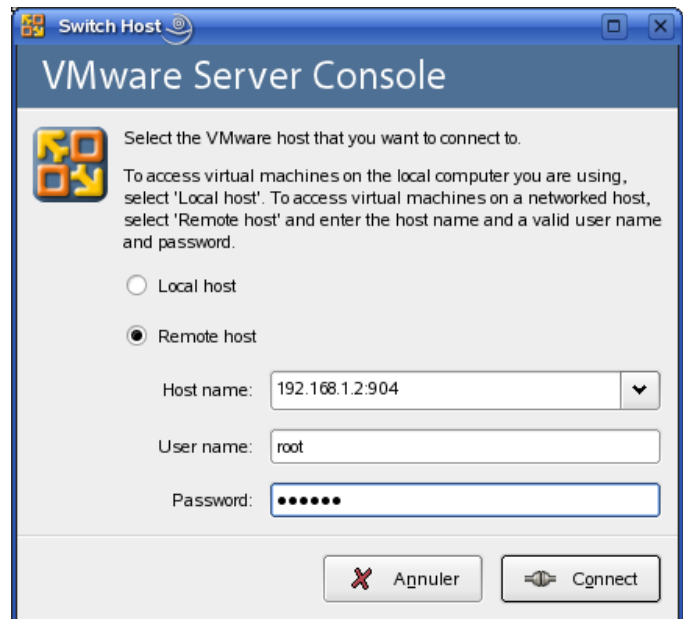 Switch Host
VMware Server Console
Select the VMware host that you want to connect to.
To access virtual machines on the local computer you are using,
select 'Local host'. To access virtual machines on a networked host,
select 'Remote host' and enter the host name and a valid user name
and password.
Local host
Remote host
Host name: 192.168.1.2:904
User name: root
Password: ●●●●●●
Annuler Connect